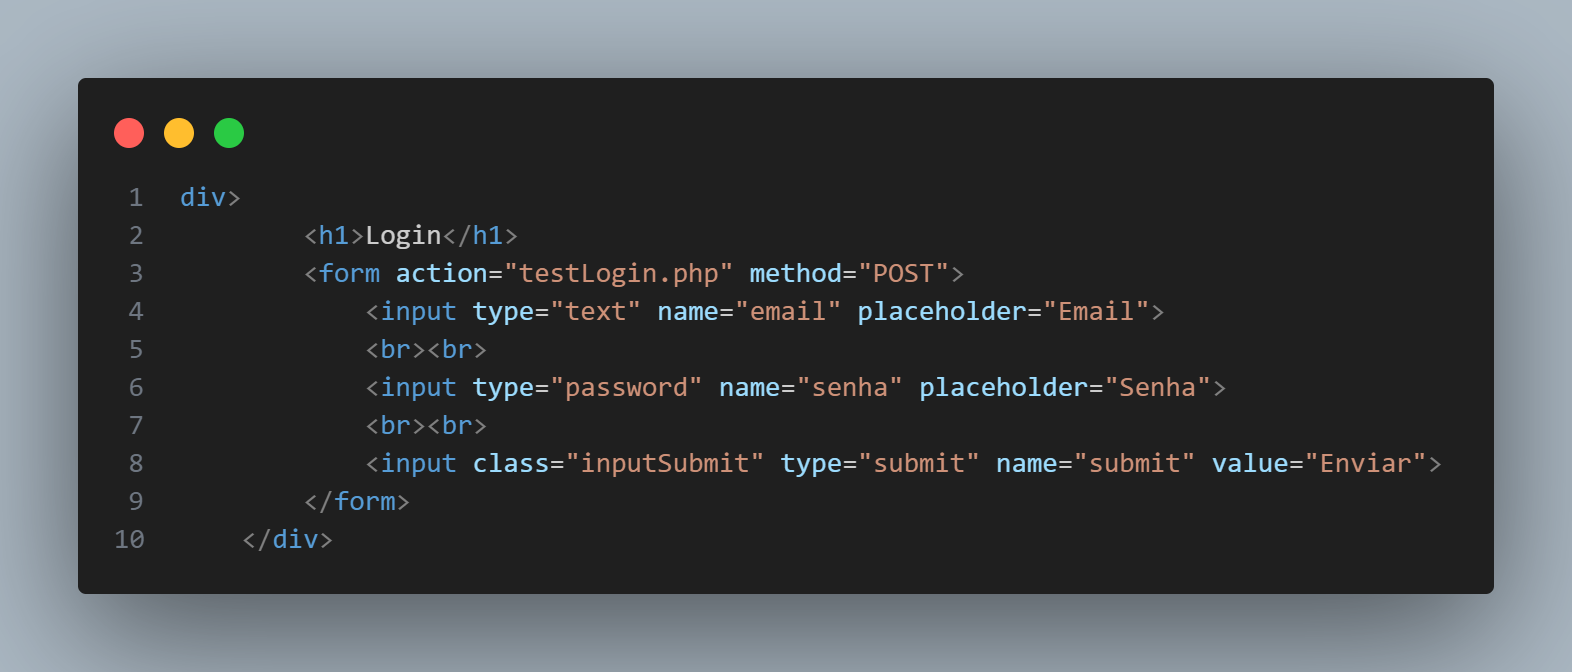 1 div>
2 <h1>Login</h1>
3 <form action="testLogin.php" method="POST">
4 <input type="text" name="email" placeholder="Email">
5 <br><br>
6 <input type="password" name="senha" placeholder="Senha">
7 <br><br>
8 <input class="inputSubmit" type="submit" name="submit" value="Enviar">
9 </form>
10 </div>